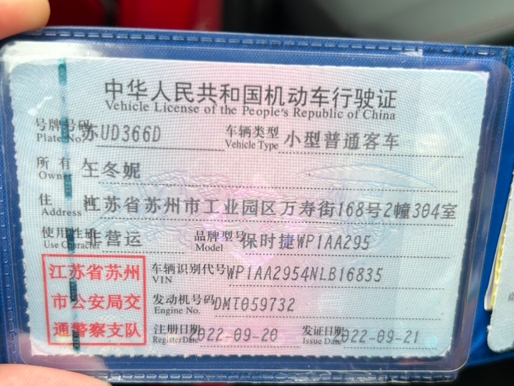 中华人民共和国机动车行驶证
Vehicle License of the People's Republic of China
号牌号码 苏UD366D 车辆类型 小型普通客车
Plate No. Vehicle Type
所有人 王冬妮
Owner
住址 江苏省苏州市工业园区万寿街168号2幢304室
Address
使用性质 非营运 品牌型号 保时捷WP1AA295
Use Character Model
江苏省苏州
市公安局交
通警察支队
车辆识别代号 WP1AA2954NLB16835
VIN
发动机号码 DMT059732
Engine No.
注册日期 2022-09-20 发证日期 2022-09-21
Register Date Issue Date